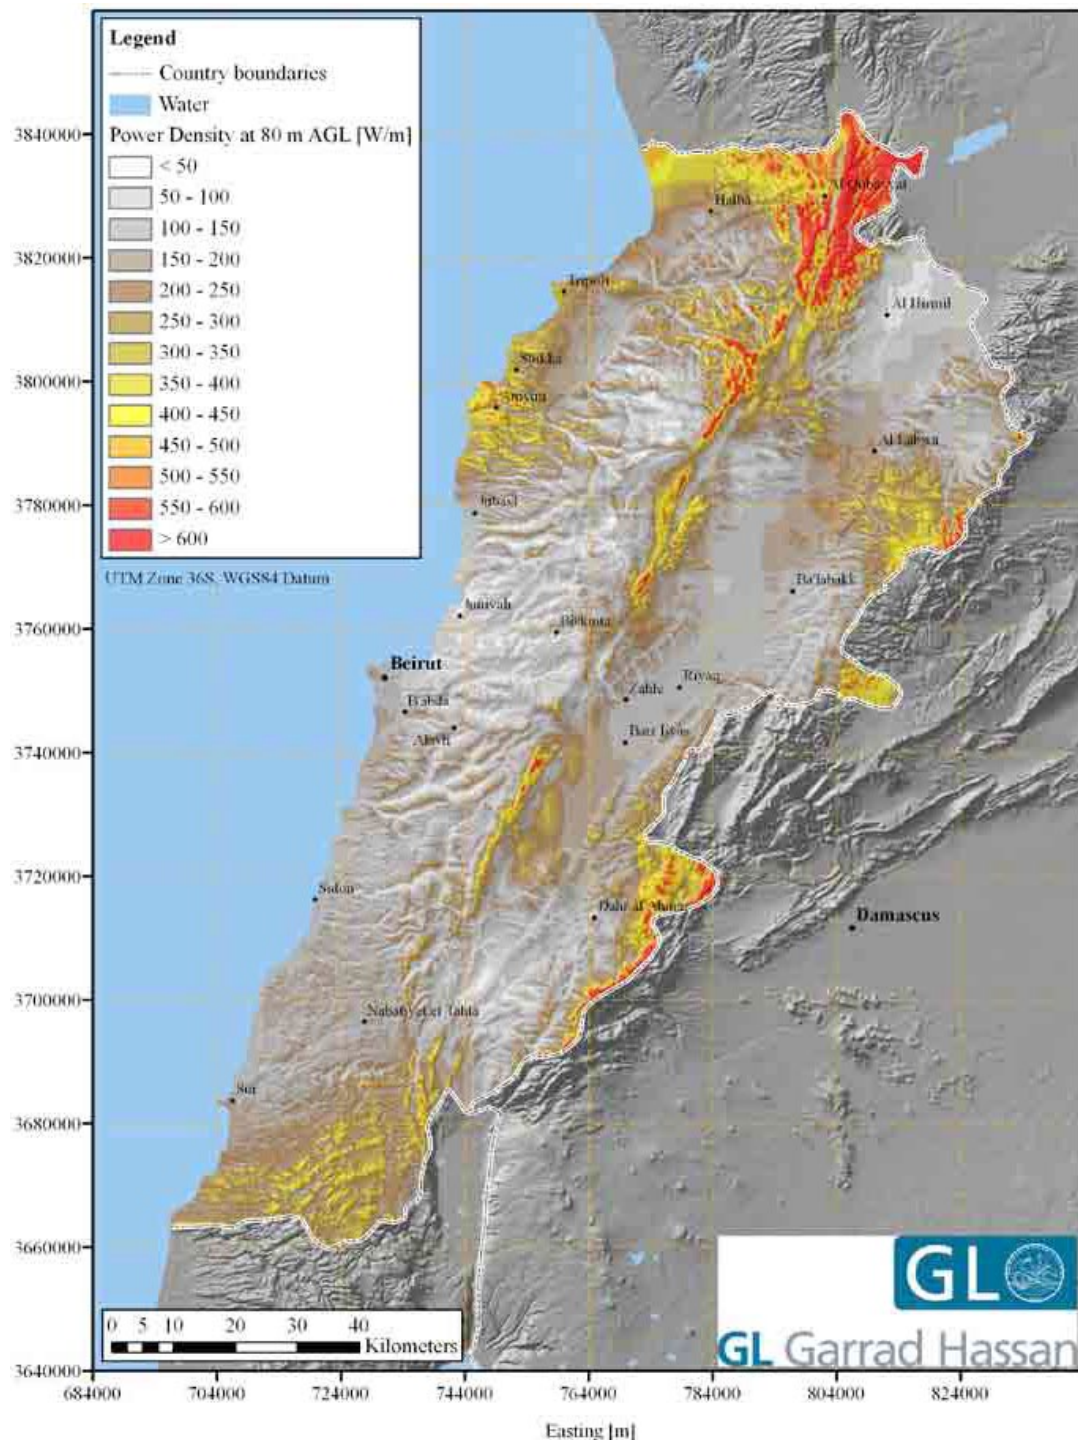 Legend
Country boundaries
Water
Power Density at 80 m AGL [W/m]
< 50
50 - 100
100 - 150
150 - 200
200 - 250
250 - 300
300 - 350
350 - 400
400 - 450
450 - 500
500 - 550
550 - 600
> 600
UTM Zone 36S, WGS84 Datum
3840000
3820000
3800000
3780000
3760000
3740000
3720000
3700000
3680000
3660000
3640000
Halba
Tripoli
Al Hirmil
Al Labwa
Jubayl
Ba'labakk
Juniyah
Beirut
Zahle
Riyaq
B'abda
Sidon
Damascus
Nabatiyet et Tahta
Sur
0 5 10 20 30 40
Kilometers
GL
GL Garrad Hassan
684000 704000 724000 744000 764000 784000 804000 824000
Easting [m]